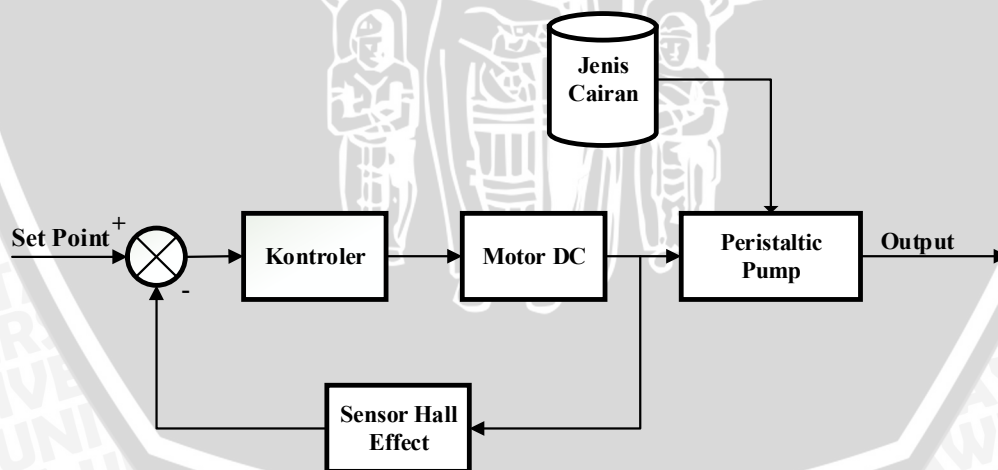 Jenis
Cairan
Set Point
+
-
Kontroler
Motor DC
Peristaltic
Pump
Output
Sensor Hall
Effect